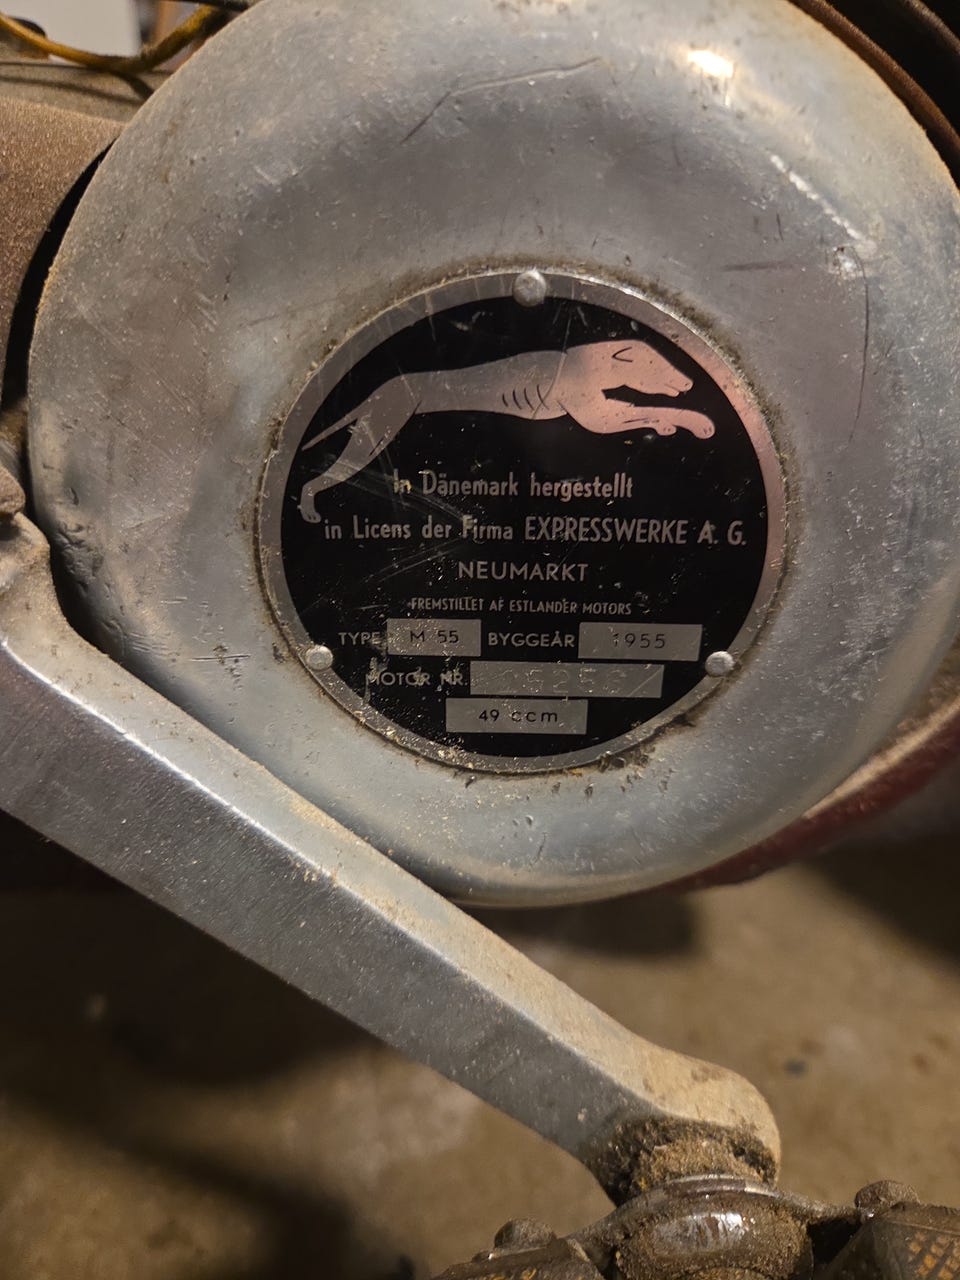 In Dänemark hergestellt
in Licens der Firma EXPRESSWERKE A. G.
NEUMARKT
FREMSTILLET AF ESTLANDER MOTORS
TYPE M 55 BYGGEÅR 1955
MOTOR NR.
49 ccm